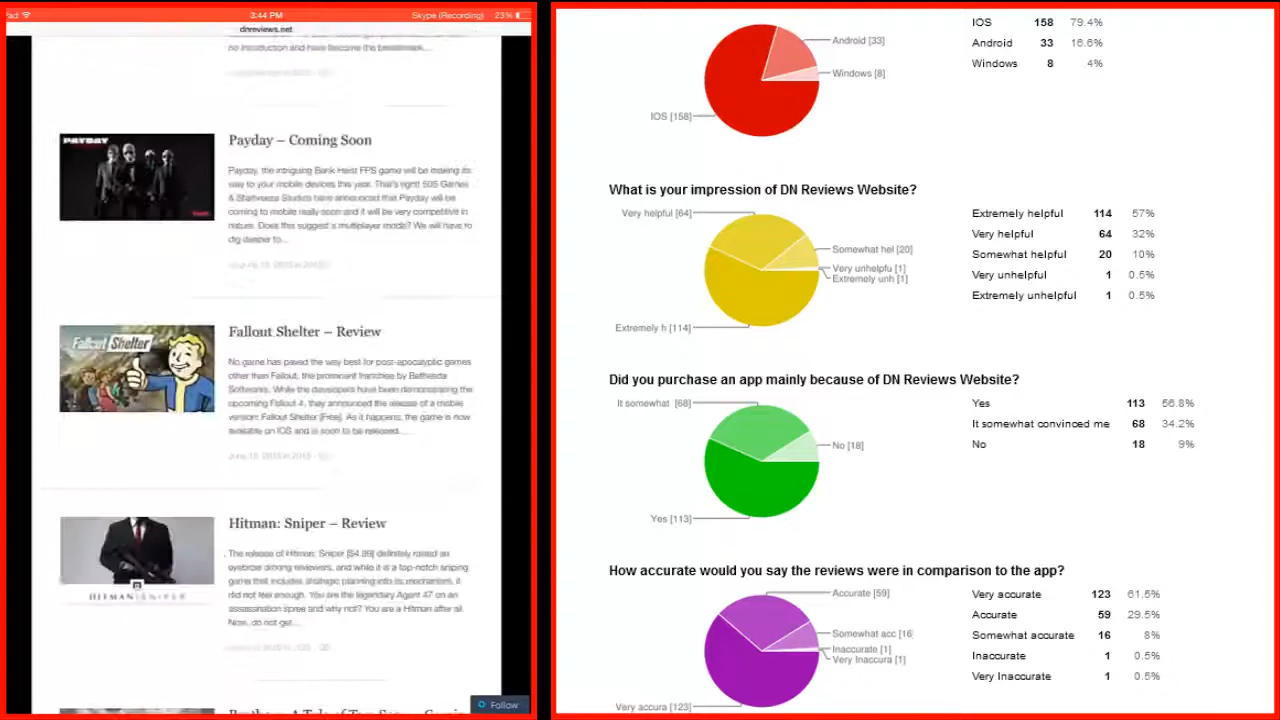 Pad
3:44 PM
Skype (Recording)
23%
dnreviews.net
no introduction and have become the benchmark...
PAYDAY
Payday – Coming Soon
Payday, the intriguing Bank Heist FPS game will be making its
way to your mobile devices this year. That's right! 505 Games
& Starbreeze Studios have announced that Payday will be
coming to mobile really soon and it will be very competitive in
nature. Does this suggest a multiplayer mode? We will have to
dig deeper to...
Fallout Shelter
Fallout Shelter – Review
No game has paved the way best for post-apocalyptic games
other than Fallout, the prominent franchise by Bethesda
Softworks. While the developers have been demonstrating the
upcoming Fallout 4, they announced the release of a mobile
version: Fallout Shelter [Free]. As it happens, the game is now
available on IOS and is soon to be released....
HITMAN SNIPER
Hitman: Sniper – Review
The release of Hitman: Sniper [$4.99] definitely raised an
eyebrow among reviewers, and while it is a top-notch sniping
game that includes strategic planning into its mechanism, it
did not feel enough. You are the legendary Agent 47 on an
assassination spree and why not? You are a Hitman after all.
Now, do not get...
Follow
Android [33]
Windows [8]
IOS [158]
IOS 158 79.4%
Android 33 16.6%
Windows 8 4%
What is your impression of DN Reviews Website?
Very helpful [64]
Somewhat hel [20]
Very unhelpfu [1]
Extremely unh [1]
Extremely h [114]
Extremely helpful 114 57%
Very helpful 64 32%
Somewhat helpful 20 10%
Very unhelpful 1 0.5%
Extremely unhelpful 1 0.5%
Did you purchase an app mainly because of DN Reviews Website?
It somewhat [68]
No [18]
Yes [113]
Yes 113 56.8%
It somewhat convinced me 68 34.2%
No 18 9%
How accurate would you say the reviews were in comparison to the app?
Accurate [59]
Somewhat acc [16]
Inaccurate [1]
Very Inaccura [1]
Very accura [123]
Very accurate 123 61.5%
Accurate 59 29.5%
Somewhat accurate 16 8%
Inaccurate 1 0.5%
Very Inaccurate 1 0.5%